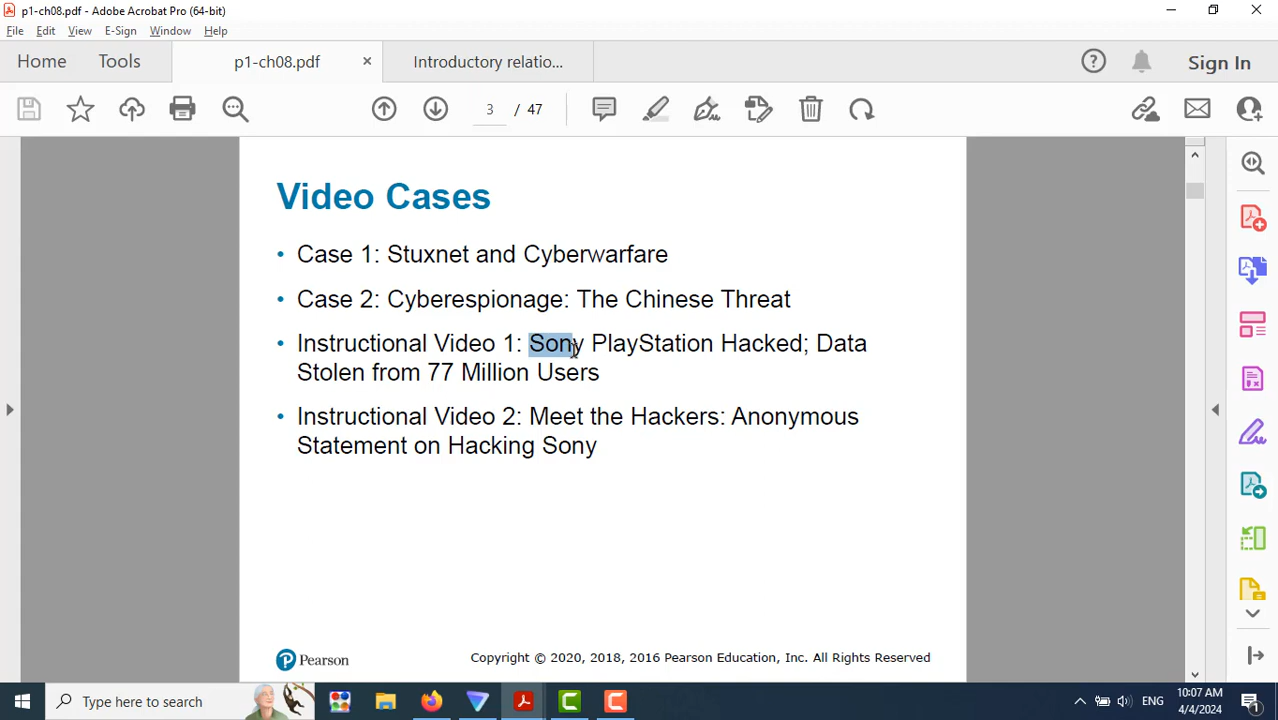 p1-ch08.pdf - Adobe Acrobat Pro (64-bit)
File Edit View E-Sign Window Help
Home Tools p1-ch08.pdf × Introductory relatio... Sign In
3 / 47
Video Cases
• Case 1: Stuxnet and Cyberwarfare
• Case 2: Cyberespionage: The Chinese Threat
• Instructional Video 1: Sony PlayStation Hacked; Data
Stolen from 77 Million Users
• Instructional Video 2: Meet the Hackers: Anonymous
Statement on Hacking Sony
Pearson
Copyright © 2020, 2018, 2016 Pearson Education, Inc. All Rights Reserved
Type here to search
ENG
10:07 AM
4/4/2024
1